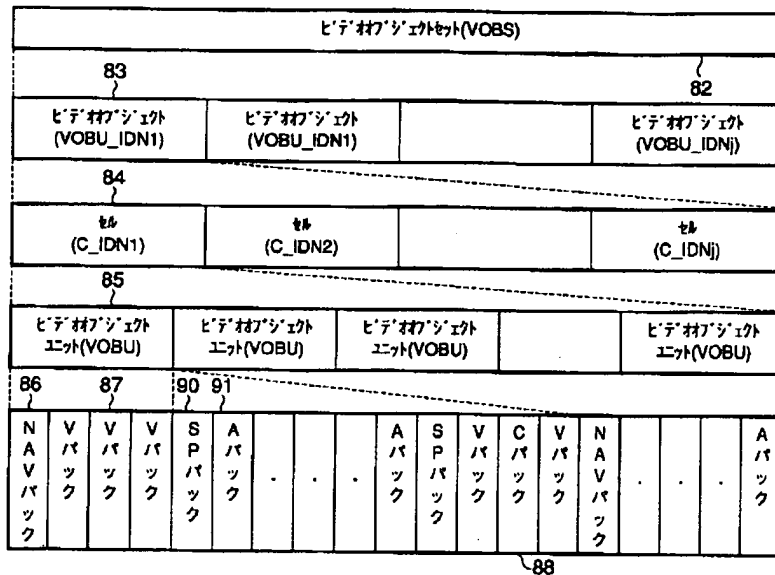 ビデオオブジェクトセット(VOBS)
83
82
ビデオオブジェクト
(VOBU_IDN1)
ビデオオブジェクト
(VOBU_IDN1)
ビデオオブジェクト
(VOBU_IDNj)
84
セル
(C_IDN1)
セル
(C_IDN2)
セル
(C_IDNj)
85
ビデオオブジェクト
ユニット(VOBU)
ビデオオブジェクト
ユニット(VOBU)
ビデオオブジェクト
ユニット(VOBU)
ビデオオブジェクト
ユニット(VOBU)
86
87
90
91
NAVパック
Vパック
Vパック
Vパック
SPパック
Aパック
・
・
・
Aパック
SPパック
Vパック
Cパック
Vパック
NAVパック
・
・
・
Aパック
88